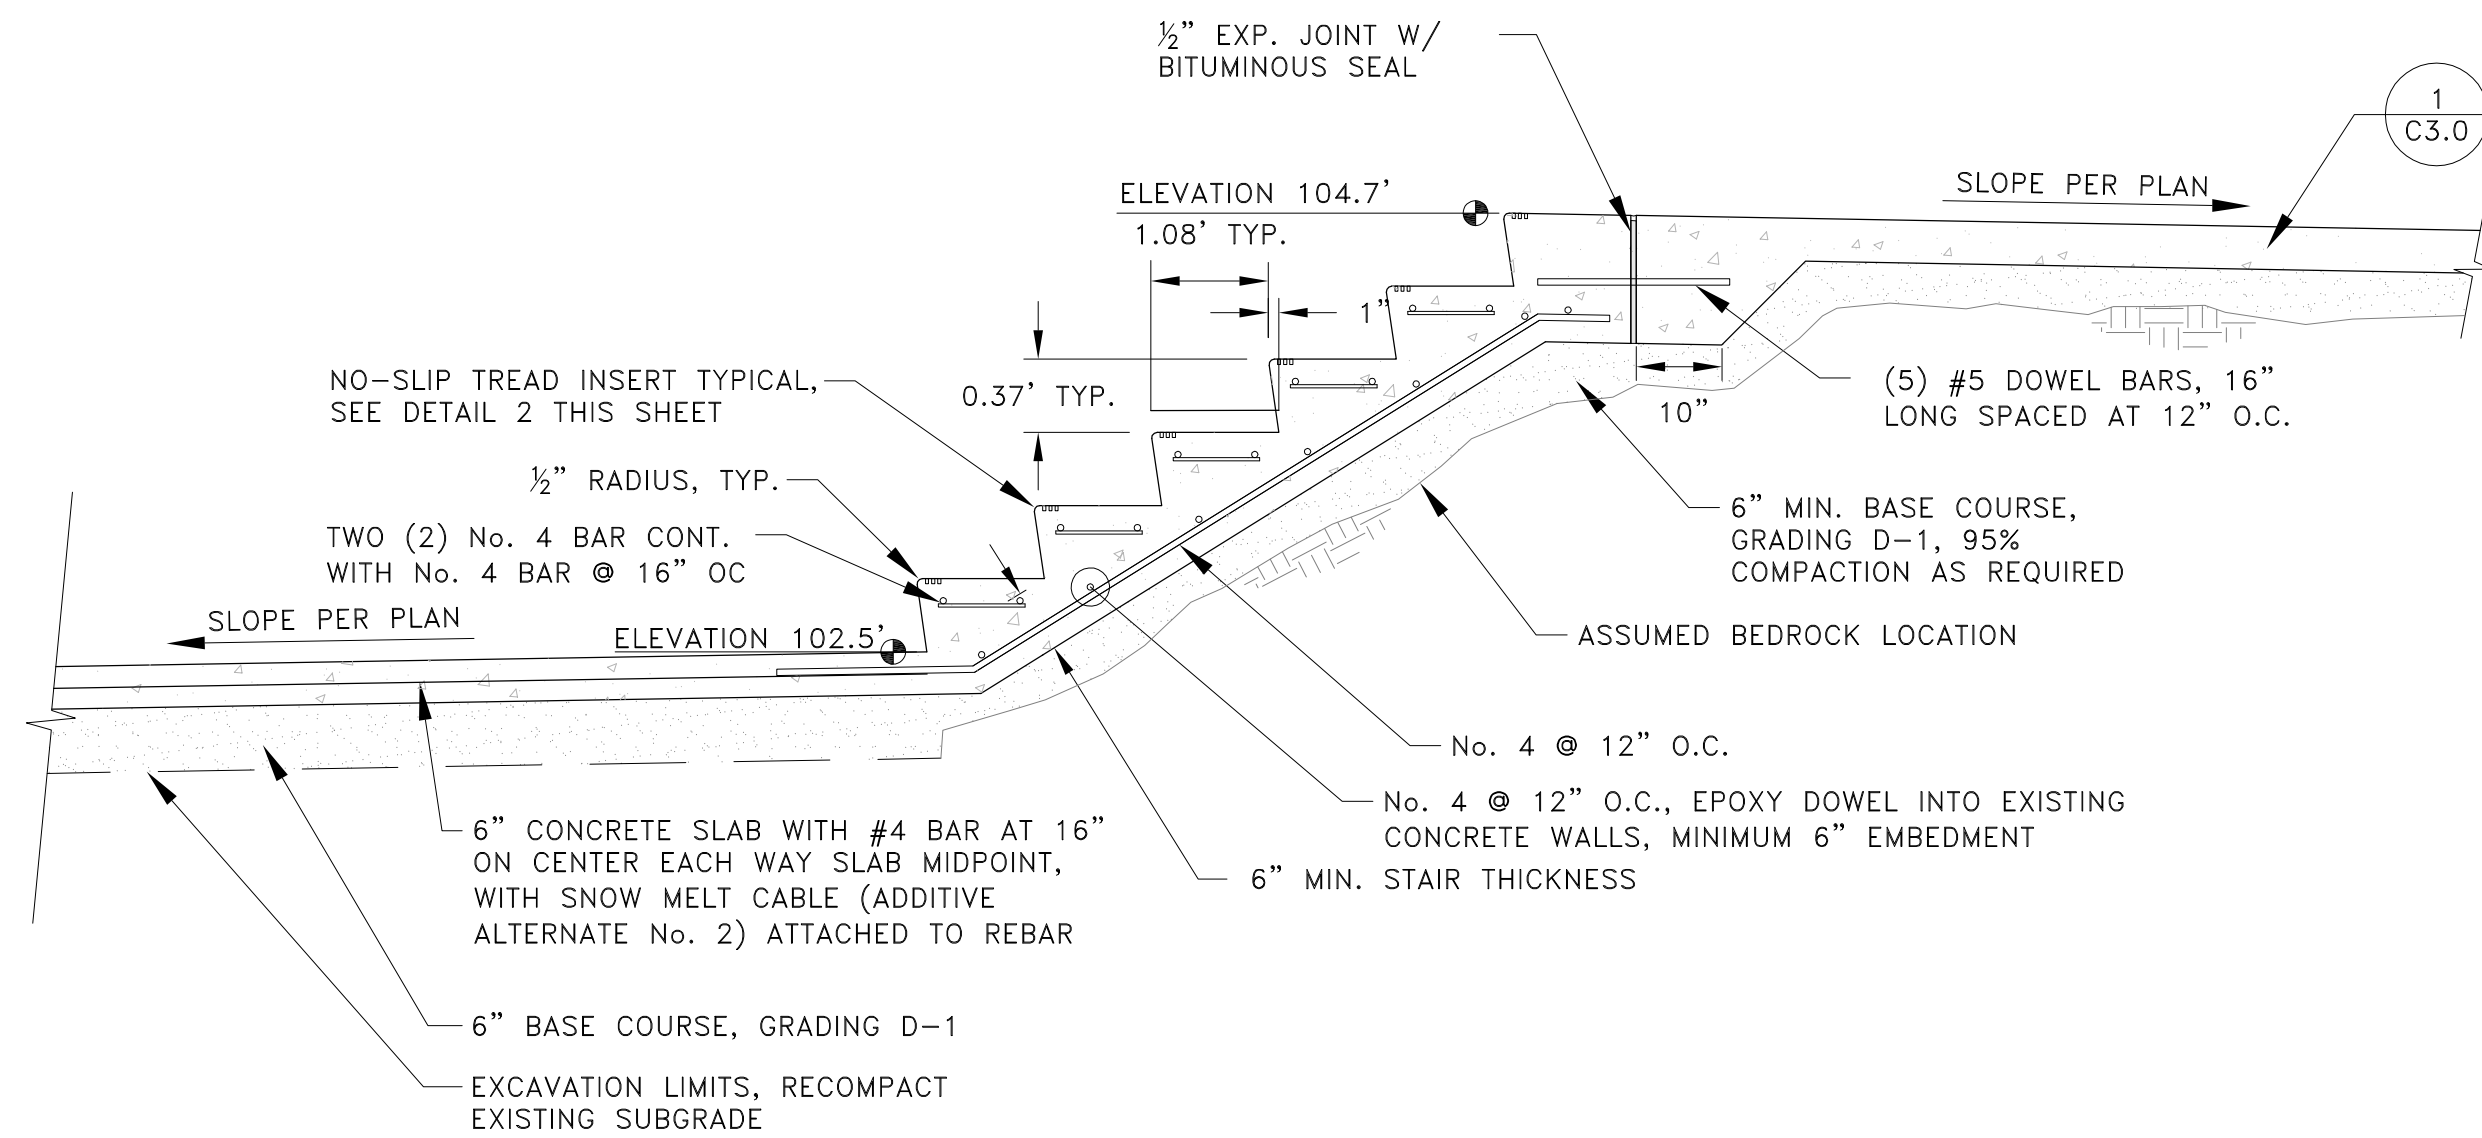 ½” EXP. JOINT W/
BITUMINOUS SEAL
1
C3.0
SLOPE PER PLAN
ELEVATION 104.7’
1.08’ TYP.
1”
NO-SLIP TREAD INSERT TYPICAL,
SEE DETAIL 2 THIS SHEET
0.37’ TYP.
(5) #5 DOWEL BARS, 16”
LONG SPACED AT 12” O.C.
10”
½” RADIUS, TYP.
6” MIN. BASE COURSE,
GRADING D-1, 95%
COMPACTION AS REQUIRED
TWO (2) No. 4 BAR CONT.
WITH No. 4 BAR @ 16” OC
SLOPE PER PLAN
ELEVATION 102.5’
ASSUMED BEDROCK LOCATION
No. 4 @ 12” O.C.
No. 4 @ 12” O.C., EPOXY DOWEL INTO EXISTING
CONCRETE WALLS, MINIMUM 6” EMBEDMENT
6” MIN. STAIR THICKNESS
6” CONCRETE SLAB WITH #4 BAR AT 16”
ON CENTER EACH WAY SLAB MIDPOINT,
WITH SNOW MELT CABLE (ADDITIVE
ALTERNATE No. 2) ATTACHED TO REBAR
6” BASE COURSE, GRADING D-1
EXCAVATION LIMITS, RECOMPACT
EXISTING SUBGRADE